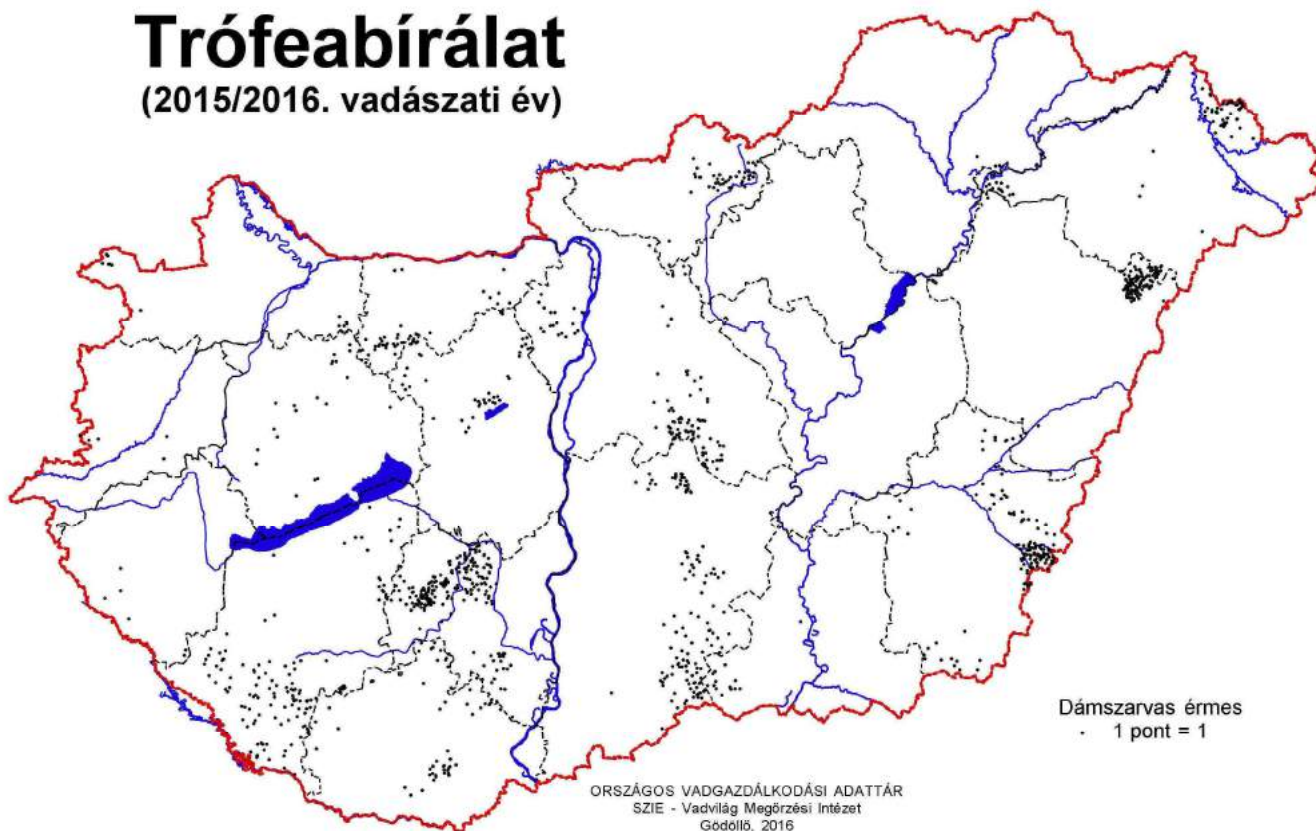 Trófeabírálat
(2015/2016. vadászati év)
Dámszarvas érmes
1 pont = 1
ORSZÁGOS VADGAZDÁLKODÁSI ADATTÁR
SZIE - Vadvilág Megőrzési Intézet
Gödöllő, 2016